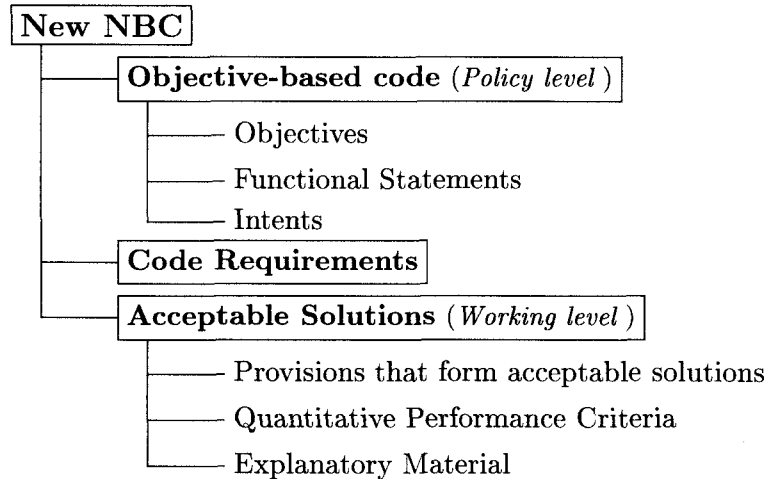 New NBC
Objective-based code (Policy level )
Objectives
Functional Statements
Intents
Code Requirements
Acceptable Solutions (Working level )
Provisions that form acceptable solutions
Quantitative Performance Criteria
Explanatory Material